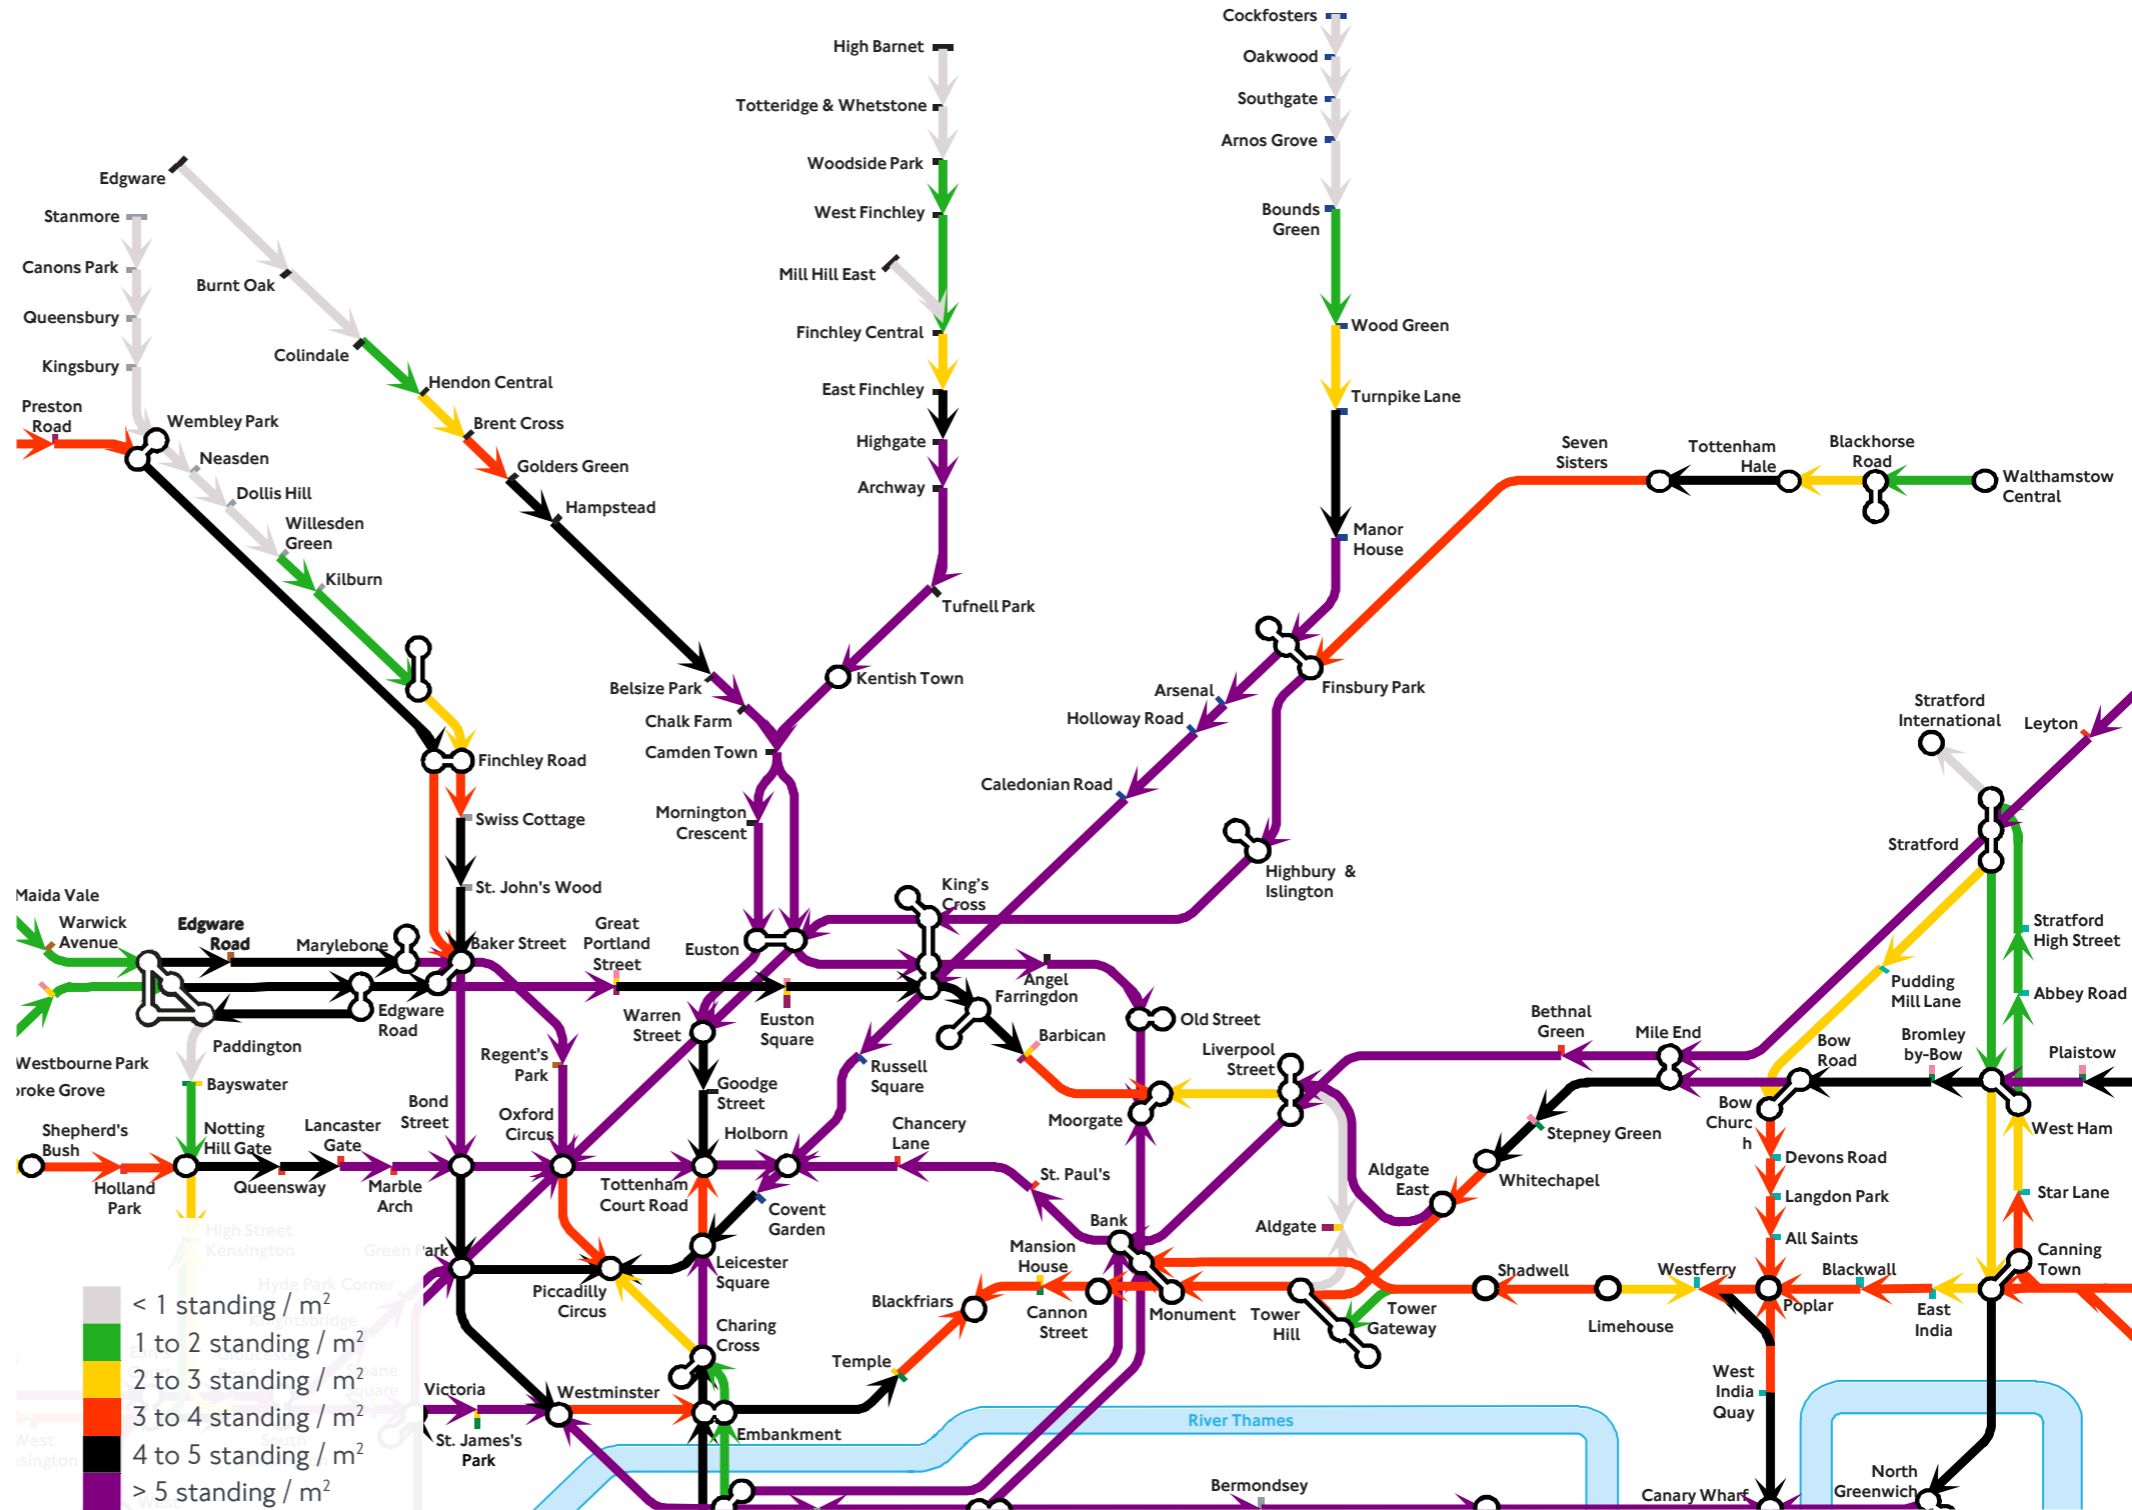 Cockfosters
High Barnet
Oakwood
Totteridge & Whetstone
Southgate
Arnos Grove
Woodside Park
Edgware
Stanmore
West Finchley
Bounds
Green
Canons Park
Burnt Oak
Mill Hill East
Queensbury
Finchley Central
Wood Green
Colindale
Kingsbury
Hendon Central
East Finchley
Turnpike Lane
Preston
Road
Wembley Park
Brent Cross
Highgate
Seven
Sisters
Tottenham
Hale
Blackhorse
Road
Walthamstow
Central
Neasden
Golders Green
Archway
Dollis Hill
Hampstead
Willesden
Green
Manor
House
Kilburn
Tufnell Park
Belsize Park
Kentish Town
Finsbury Park
Arsenal
Chalk Farm
Holloway Road
Stratford
International
Leyton
Camden Town
Finchley Road
Caledonian Road
Mornington
Crescent
Swiss Cottage
Stratford
Highbury &
Islington
St. John's Wood
King's
Cross
Maida Vale
Warwick
Avenue
Edgware
Road
Marylebone
Baker Street
Great
Portland
Street
Euston
Stratford
High Street
Angel
Farringdon
Pudding
Mill Lane
Abbey Road
Edgware
Road
Warren
Street
Euston
Square
Barbican
Old Street
Bethnal
Green
Mile End
Bow
Road
Bromley
by-Bow
Plaistow
Paddington
Westbourne Park
Regent's
Park
Russell
Square
Liverpool
Street
Bayswater
broke Grove
Goodge
Street
Bond
Street
Oxford
Circus
Moorgate
Bow
Churc
h
West Ham
Shepherd's
Bush
Notting
Hill Gate
Lancaster
Gate
Holborn
Chancery
Lane
Stepney Green
Devons Road
Holland
Park
Queensway
Marble
Arch
Tottenham
Court Road
St. Paul's
Aldgate
East
Whitechapel
Langdon Park
Star Lane
Covent
Garden
Bank
Aldgate
All Saints
High Street
Kensington
Green Park
Leicester
Square
Mansion
House
Canning
Town
Hyde Park Corner
Piccadilly
Circus
Blackfriars
Cannon
Street
Monument
Tower
Hill
Tower
Gateway
Shadwell
Limehouse
Westferry
Poplar
Blackwall
East
India
Knightsbridge
Charing
Cross
Temple
West
India
Quay
Victoria
Westminster
River Thames
St. James's
Park
Embankment
Bermondsey
Canary Wharf
North
Greenwich
< 1 standing / m²
1 to 2 standing / m²
2 to 3 standing / m²
3 to 4 standing / m²
4 to 5 standing / m²
> 5 standing / m²